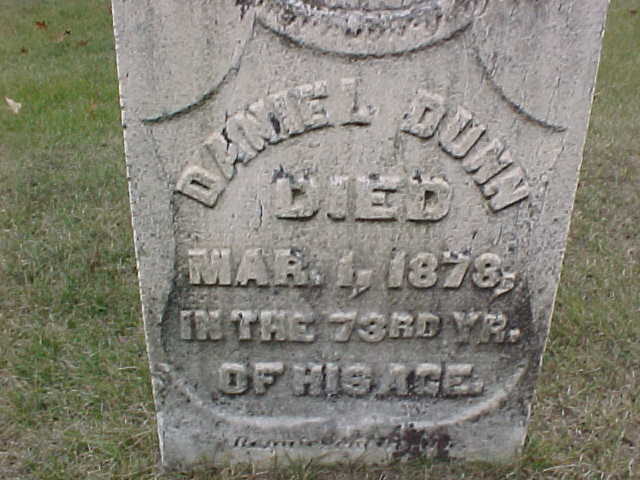 DANIEL DUNN
DIED
MAR. 1, 1878,
IN THE 73RD YR.
OF HIS AGE.